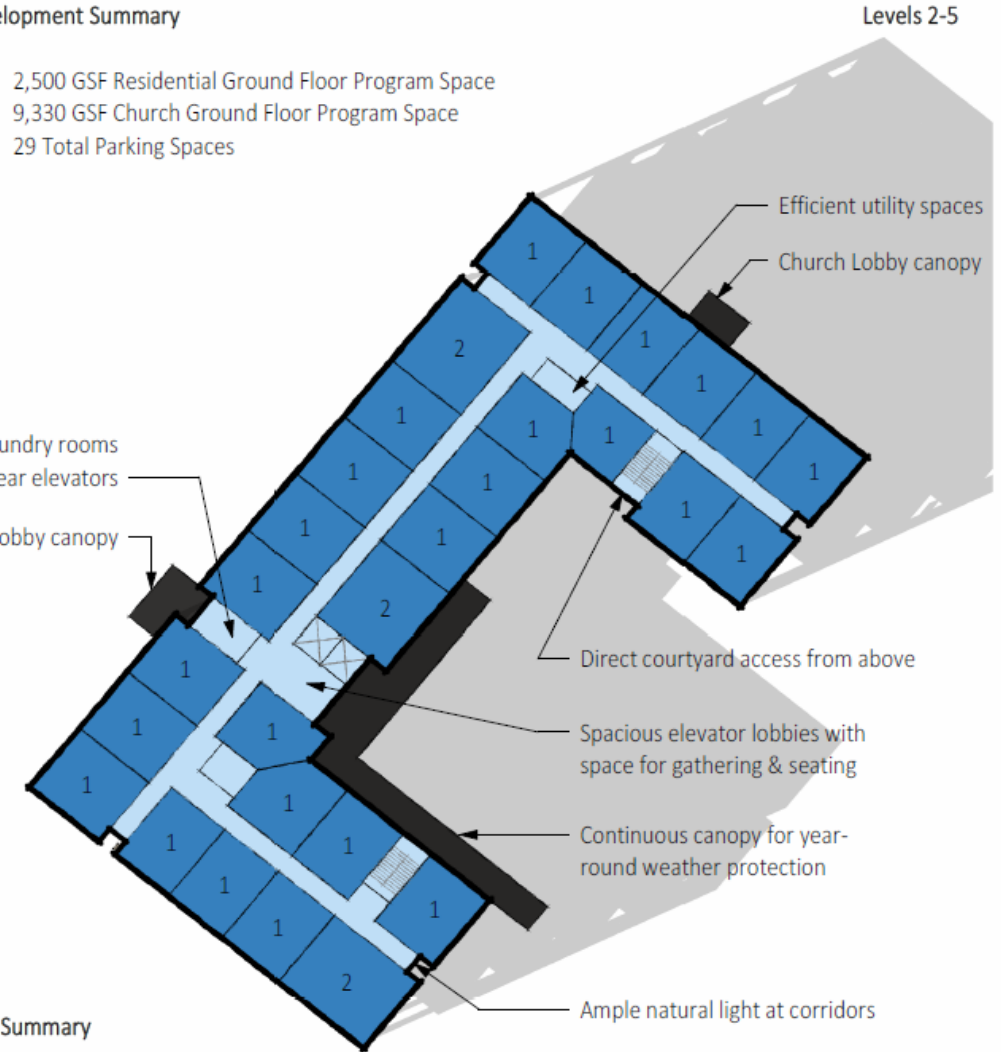 elopment Summary
Levels 2-5
2,500 GSF Residential Ground Floor Program Space
9,330 GSF Church Ground Floor Program Space
29 Total Parking Spaces
Efficient utility spaces
1
Church Lobby canopy
1
1
2
1
1
1
1
1
undry rooms
1
1
ear elevators
1
1
1
obby canopy
1
1
1
2
Direct courtyard access from above
1
1
1
Spacious elevator lobbies with
space for gathering & seating
1
1
Continuous canopy for year-
round weather protection
1
1
1
1
1
2
Ample natural light at corridors
Summary